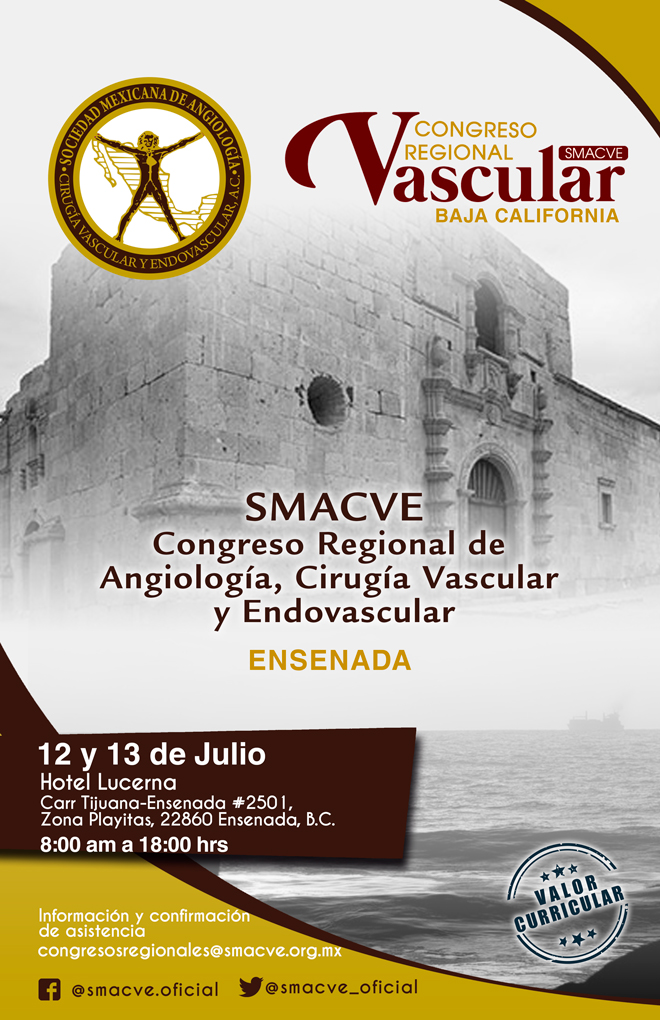 SOCIEDAD MEXICANA DE ANGIOLOGÍA
CIRUGÍA VASCULAR Y ENDOVASCULAR, A.C.
CONGRESO
REGIONAL
SMACVE
Vascular
BAJA CALIFORNIA
SMACVE
Congreso Regional de
Angiología, Cirugía Vascular
y Endovascular
ENSENADA
12 y 13 de Julio
Hotel Lucerna
Carr Tijuana-Ensenada #2501,
Zona Playitas, 22860 Ensenada, B.C.
8:00 am a 18:00 hrs
VALOR
CURRICULAR
Información y confirmación
de asistencia
congresosregionales@smacve.org.mx
@smacve.oficial
@smacve_oficial